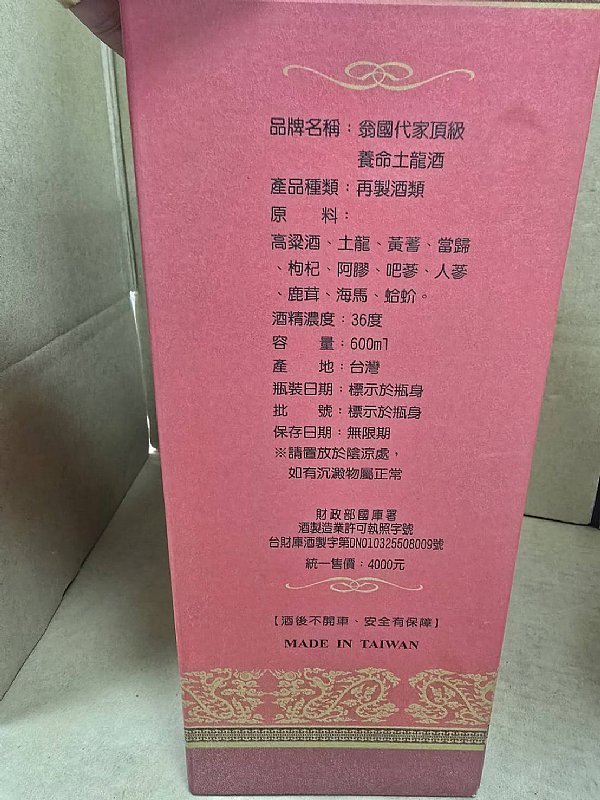 品牌名稱：翁國代家頂級
養命土龍酒
產品種類：再製酒類
原　　料：
高粱酒、土龍、黃蓍、當歸
、枸杞、阿膠、吧蔘、人蔘
、鹿茸、海馬、蛤蚧。
酒精濃度：36度
容　　量：600ml
產　　地：台灣
瓶裝日期：標示於瓶身
批　　號：標示於瓶身
保存日期：無限期
※請置放於陰涼處，
如有沉澱物屬正常
財政部國庫署
酒製造業許可執照字號
台財庫酒製字第DN010325508009號
統一售價：4000元
【酒後不開車、安全有保障】
MADE IN TAIWAN